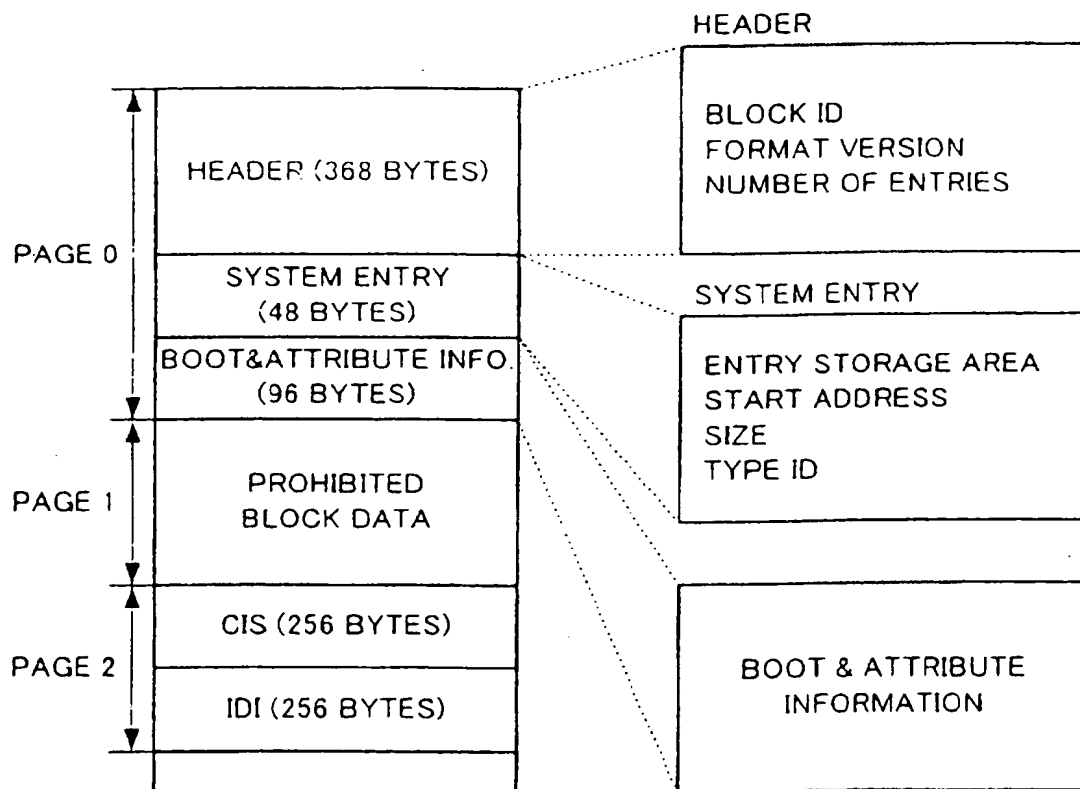 HEADER
BLOCK ID
FORMAT VERSION
NUMBER OF ENTRIES
HEADER (368 BYTES)
PAGE 0
SYSTEM ENTRY
(48 BYTES)
BOOT&ATTRIBUTE INFO.
(96 BYTES)
SYSTEM ENTRY
ENTRY STORAGE AREA
START ADDRESS
SIZE
TYPE ID
PAGE 1
PROHIBITED
BLOCK DATA
PAGE 2
CIS (256 BYTES)
IDI (256 BYTES)
BOOT & ATTRIBUTE
INFORMATION